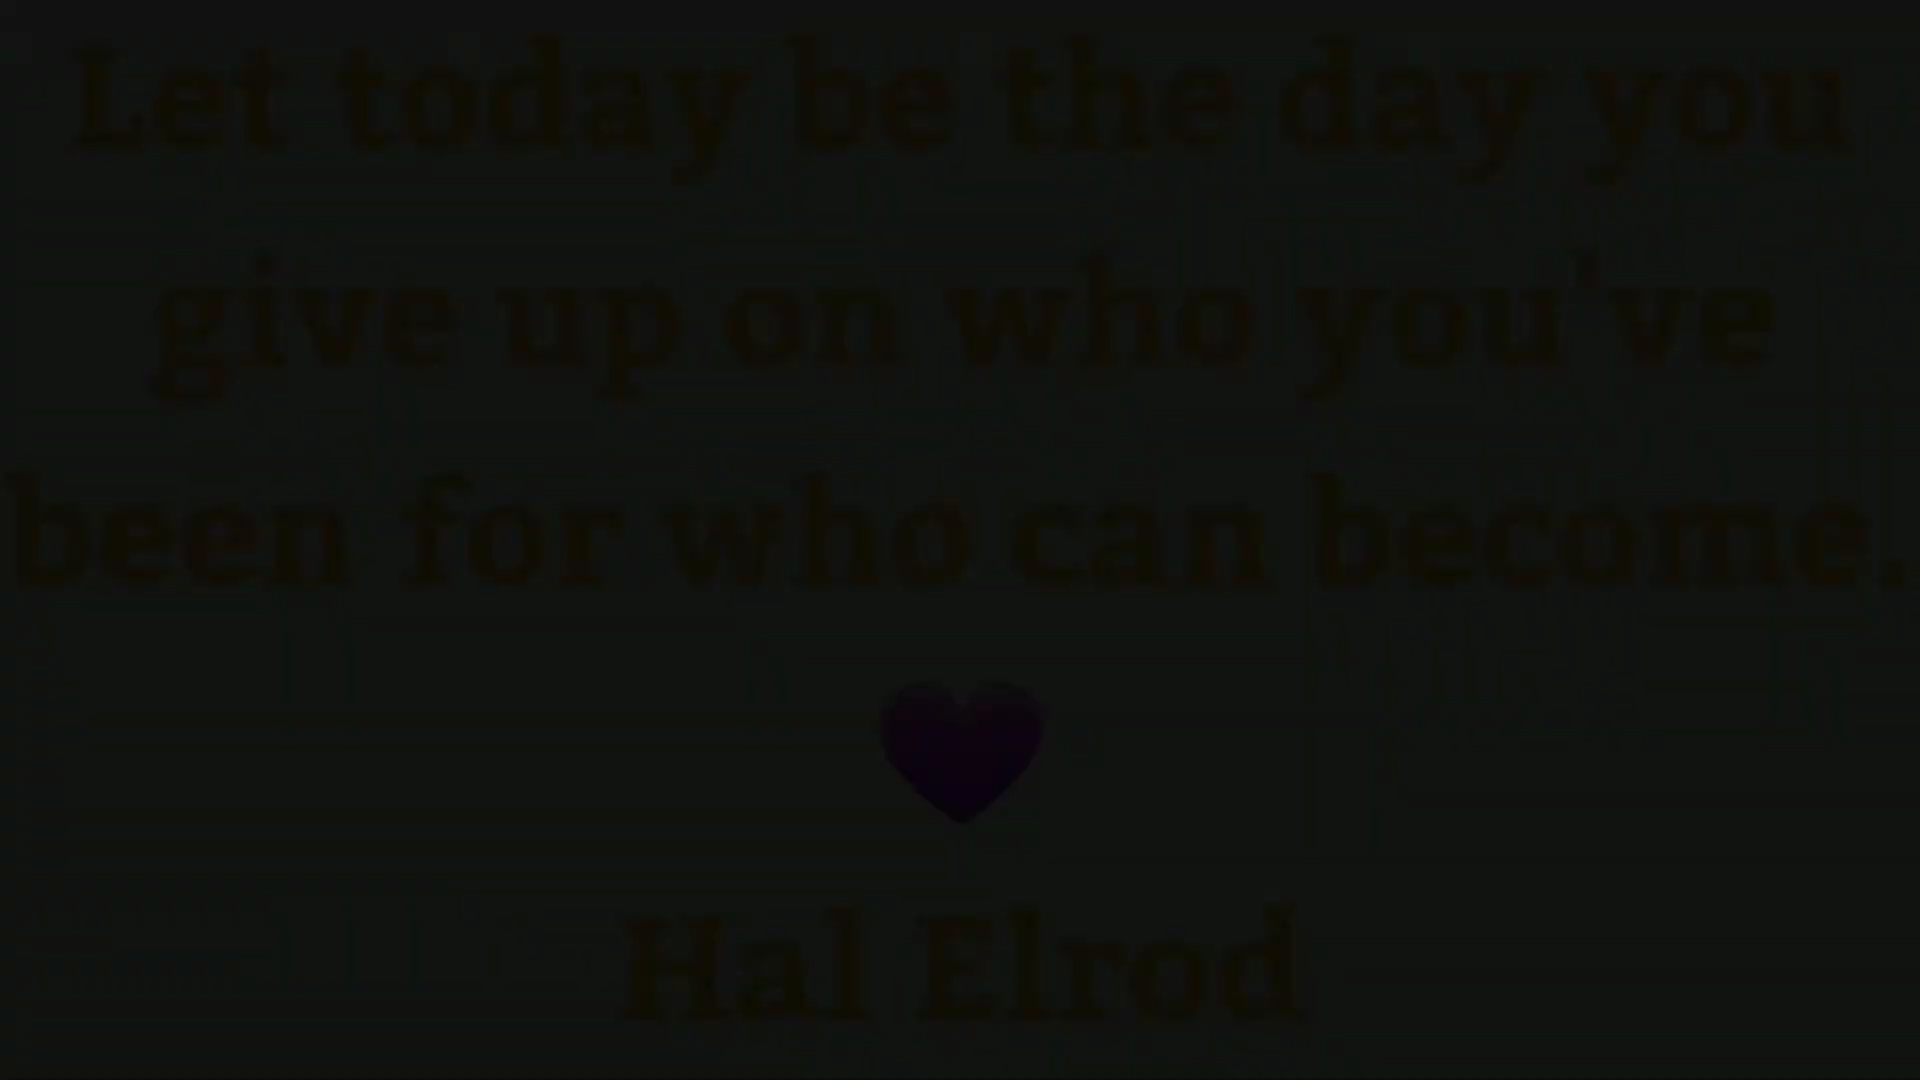 Let today be the day you
give up on who you've
been for who can become.
💜
Hal Elrod